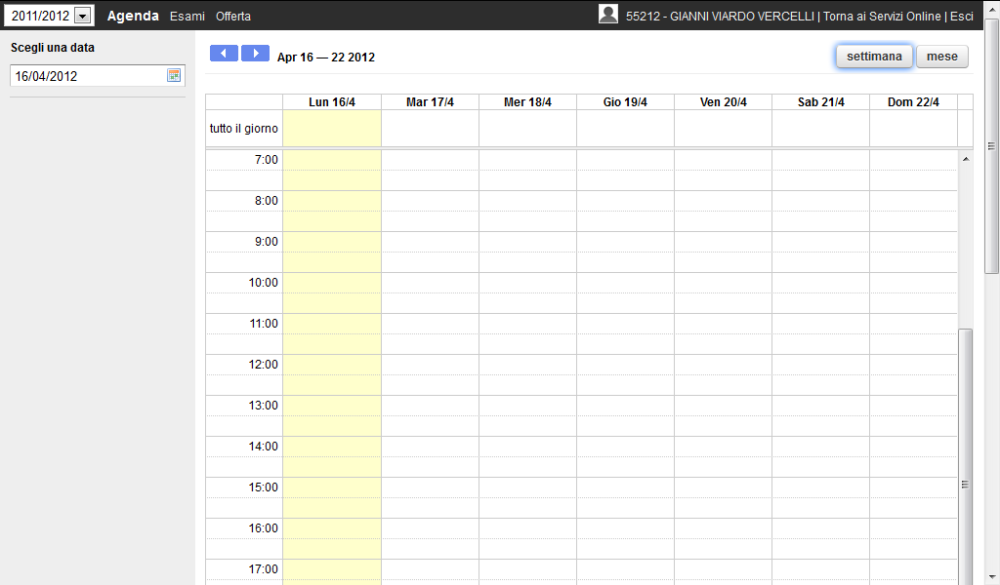 2011/2012 Agenda Esami Offerta 55212 - GIANNI VIARDO VERCELLI | Torna ai Servizi Online | Esci
Scegli una data
16/04/2012
Apr 16 — 22 2012 settimana mese
Lun 16/4 Mar 17/4 Mer 18/4 Gio 19/4 Ven 20/4 Sab 21/4 Dom 22/4
tutto il giorno
7:00
8:00
9:00
10:00
11:00
12:00
13:00
14:00
15:00
16:00
17:00